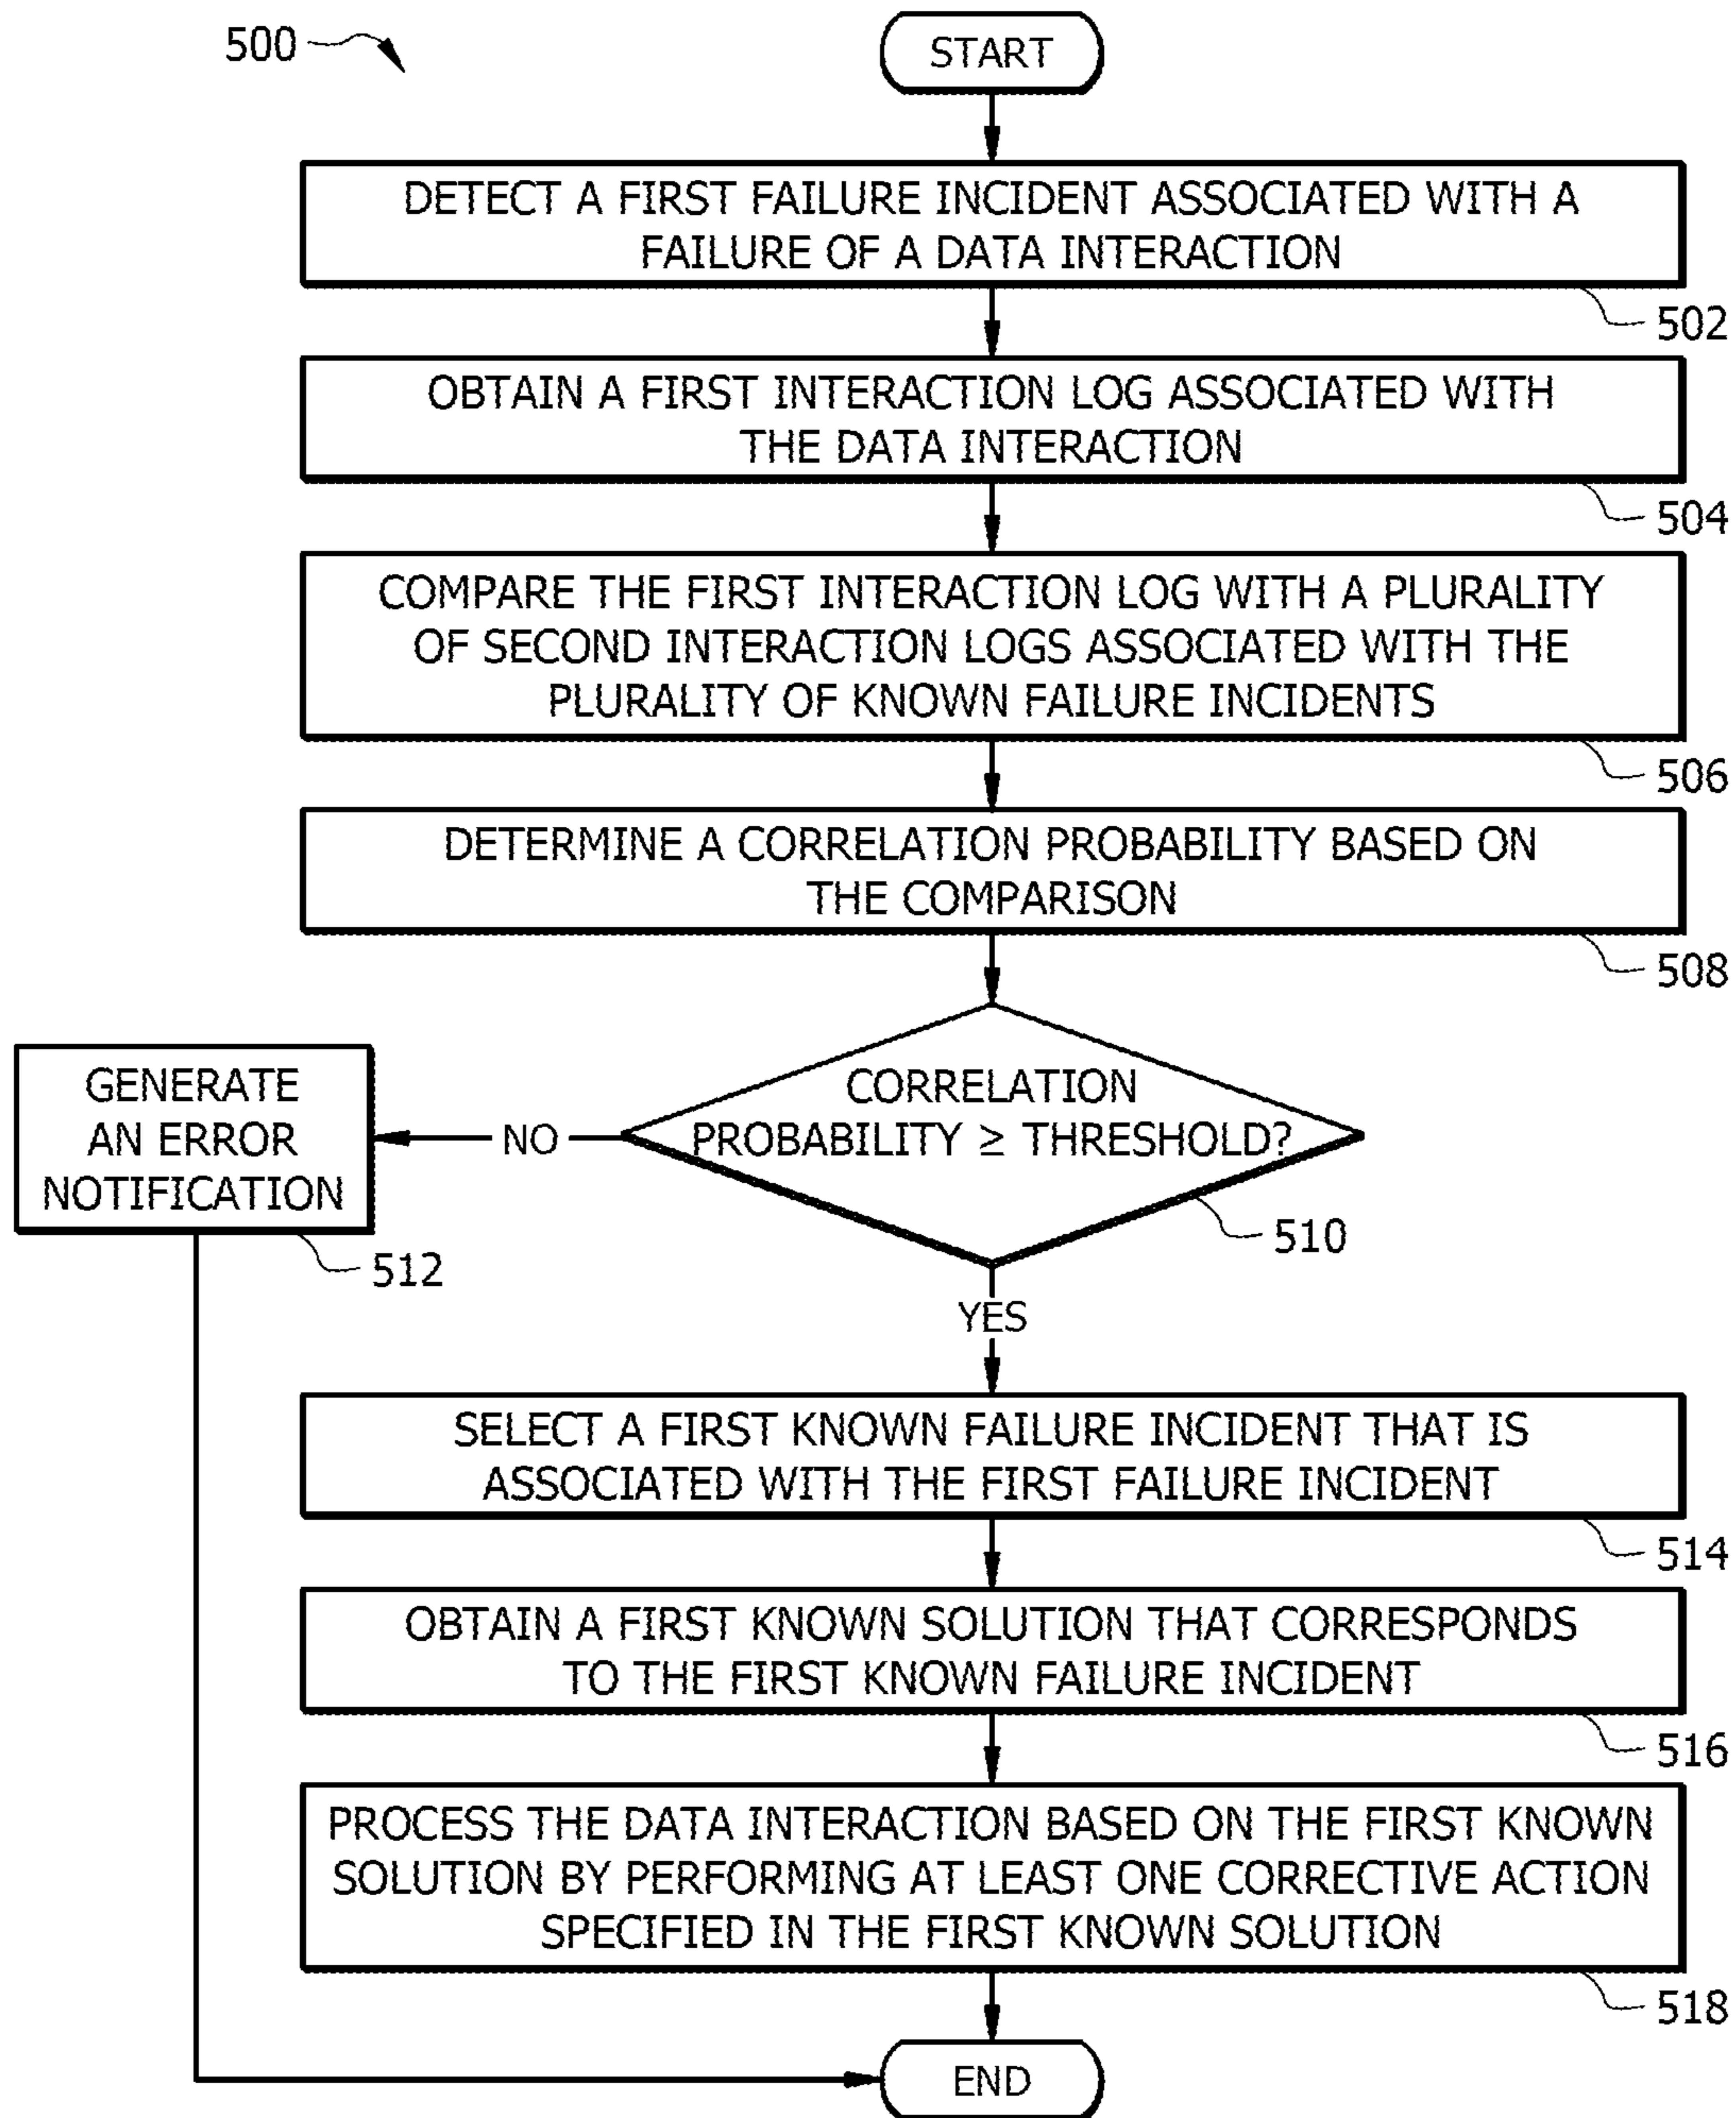 500
START
DETECT A FIRST FAILURE INCIDENT ASSOCIATED WITH A
FAILURE OF A DATA INTERACTION
502
OBTAIN A FIRST INTERACTION LOG ASSOCIATED WITH
THE DATA INTERACTION
504
COMPARE THE FIRST INTERACTION LOG WITH A PLURALITY
OF SECOND INTERACTION LOGS ASSOCIATED WITH THE
PLURALITY OF KNOWN FAILURE INCIDENTS
506
DETERMINE A CORRELATION PROBABILITY BASED ON
THE COMPARISON
508
CORRELATION
PROBABILITY ≥ THRESHOLD?
510
NO
GENERATE
AN ERROR
NOTIFICATION
512
YES
SELECT A FIRST KNOWN FAILURE INCIDENT THAT IS
ASSOCIATED WITH THE FIRST FAILURE INCIDENT
514
OBTAIN A FIRST KNOWN SOLUTION THAT CORRESPONDS
TO THE FIRST KNOWN FAILURE INCIDENT
516
PROCESS THE DATA INTERACTION BASED ON THE FIRST KNOWN
SOLUTION BY PERFORMING AT LEAST ONE CORRECTIVE ACTION
SPECIFIED IN THE FIRST KNOWN SOLUTION
518
END